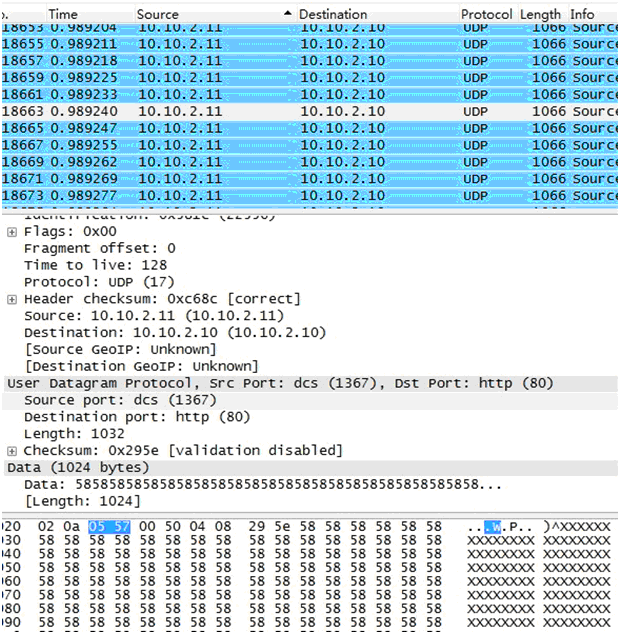 o. Time Source Destination Protocol Length Info
18653 0.989204 10.10.2.11 10.10.2.10 UDP 1066 Source
18655 0.989211 10.10.2.11 10.10.2.10 UDP 1066 Source
18657 0.989218 10.10.2.11 10.10.2.10 UDP 1066 Source
18659 0.989225 10.10.2.11 10.10.2.10 UDP 1066 Source
18661 0.989233 10.10.2.11 10.10.2.10 UDP 1066 Source
18663 0.989240 10.10.2.11 10.10.2.10 UDP 1066 Source
18665 0.989247 10.10.2.11 10.10.2.10 UDP 1066 Source
18667 0.989255 10.10.2.11 10.10.2.10 UDP 1066 Source
18669 0.989262 10.10.2.11 10.10.2.10 UDP 1066 Source
18671 0.989269 10.10.2.11 10.10.2.10 UDP 1066 Source
18673 0.989277 10.10.2.11 10.10.2.10 UDP 1066 Source
Identification:
Flags: 0x00
Fragment offset: 0
Time to live: 128
Protocol: UDP (17)
Header checksum: 0xc68c [correct]
Source: 10.10.2.11 (10.10.2.11)
Destination: 10.10.2.10 (10.10.2.10)
[Source GeoIP: Unknown]
[Destination GeoIP: Unknown]
User Datagram Protocol, Src Port: dcs (1367), Dst Port: http (80)
Source port: dcs (1367)
Destination port: http (80)
Length: 1032
Checksum: 0x295e [validation disabled]
Data (1024 bytes)
Data: 585858585858585858585858585858585858585858585858...
[Length: 1024]
020 02 0a 05 57 00 50 04 08 29 5e 58 58 58 58 58 58 ...W.P.. )^XXXXXX
030 58 58 58 58 58 58 58 58 58 58 58 58 58 58 58 58 XXXXXXXX XXXXXXXX
040 58 58 58 58 58 58 58 58 58 58 58 58 58 58 58 58 XXXXXXXX XXXXXXXX
050 58 58 58 58 58 58 58 58 58 58 58 58 58 58 58 58 XXXXXXXX XXXXXXXX
060 58 58 58 58 58 58 58 58 58 58 58 58 58 58 58 58 XXXXXXXX XXXXXXXX
070 58 58 58 58 58 58 58 58 58 58 58 58 58 58 58 58 XXXXXXXX XXXXXXXX
080 58 58 58 58 58 58 58 58 58 58 58 58 58 58 58 58 XXXXXXXX XXXXXXXX
090 58 58 58 58 58 58 58 58 58 58 58 58 58 58 58 58 XXXXXXXX XXXXXXXX